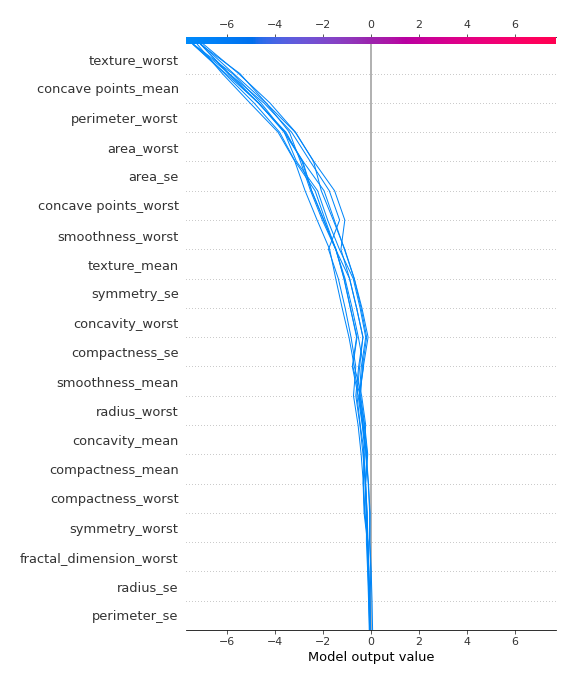 −6 −4 −2 0 2 4 6
texture_worst
concave points_mean
perimeter_worst
area_worst
area_se
concave points_worst
smoothness_worst
texture_mean
symmetry_se
concavity_worst
compactness_se
smoothness_mean
radius_worst
concavity_mean
compactness_mean
compactness_worst
symmetry_worst
fractal_dimension_worst
radius_se
perimeter_se
−6 −4 −2 0 2 4 6
Model output value